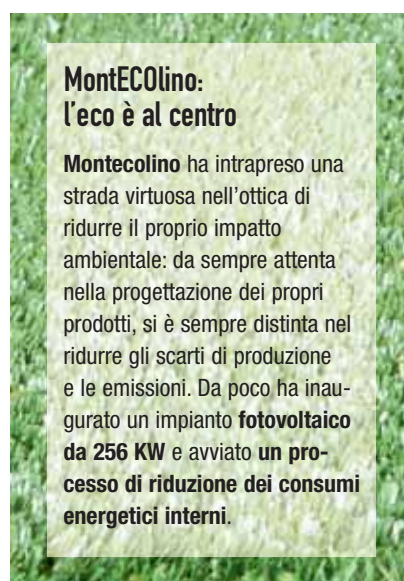 MontECOlino:
l'eco è al centro
Montecolino ha intrapreso una
strada virtuosa nell'ottica di
ridurre il proprio impatto
ambientale: da sempre attenta
nella progettazione dei propri
prodotti, si è sempre distinta nel
ridurre gli scarti di produzione
e le emissioni. Da poco ha inau-
gurato un impianto fotovoltaico
da 256 KW e avviato un pro-
cesso di riduzione dei consumi
energetici interni.